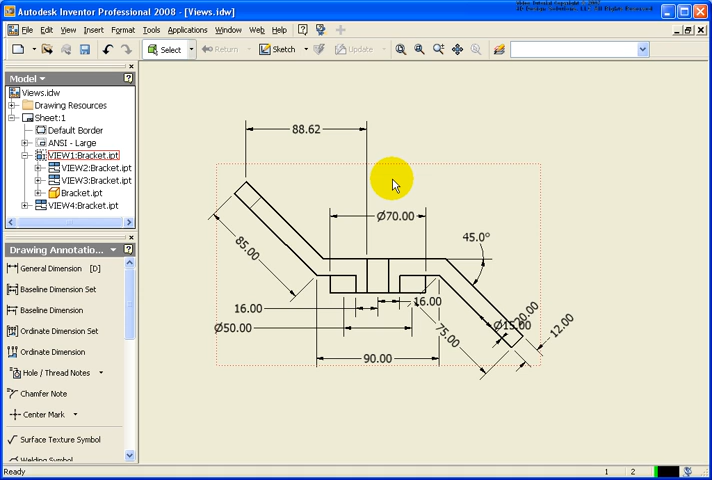 Autodesk Inventor Professional 2008 - [Views.idw]
File Edit View Insert Format Tools Applications Window Web Help
Select Return Sketch Update
Model
Views.idw
Drawing Resources
Sheet:1
Default Border
ANSI - Large
VIEW1:Bracket.ipt
VIEW2:Bracket.ipt
VIEW3:Bracket.ipt
Bracket.ipt
VIEW4:Bracket.ipt
Drawing Annotatio...
General Dimension [D]
Baseline Dimension Set
Baseline Dimension
Ordinate Dimension Set
Ordinate Dimension
Hole / Thread Notes
Chamfer Note
Center Mark
Surface Texture Symbol
Welding Symbol
88.62
Ø70.00
45.0°
85.00
16.00
16.00
Ø50.00
75.00
Ø15.00
20.00
12.00
90.00
Ready
1 2